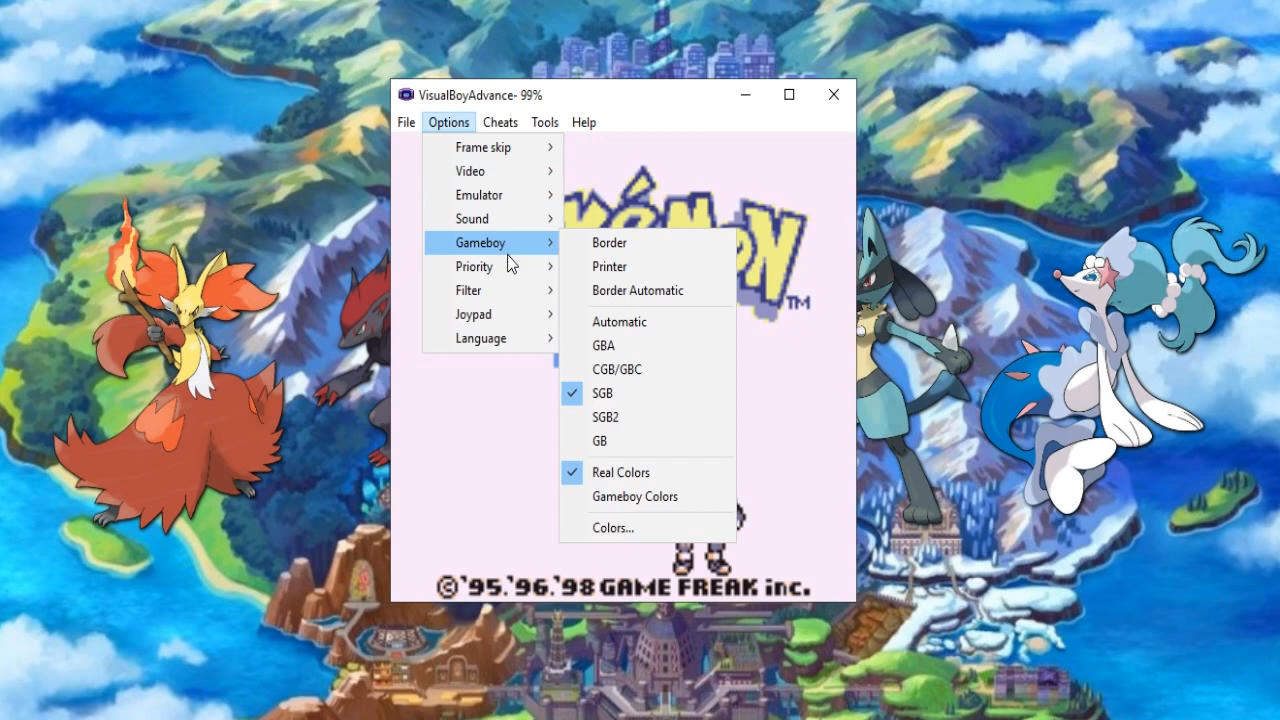 VisualBoyAdvance- 99%
File Options Cheats Tools Help
Frame skip
Video
Emulator
Sound
Gameboy
Priority
Filter
Joypad
Language
Border
Printer
Border Automatic
Automatic
GBA
CGB/GBC
SGB
SGB2
GB
Real Colors
Gameboy Colors
Colors...
TM
©'95.'96.'98 GAME FREAK inc.